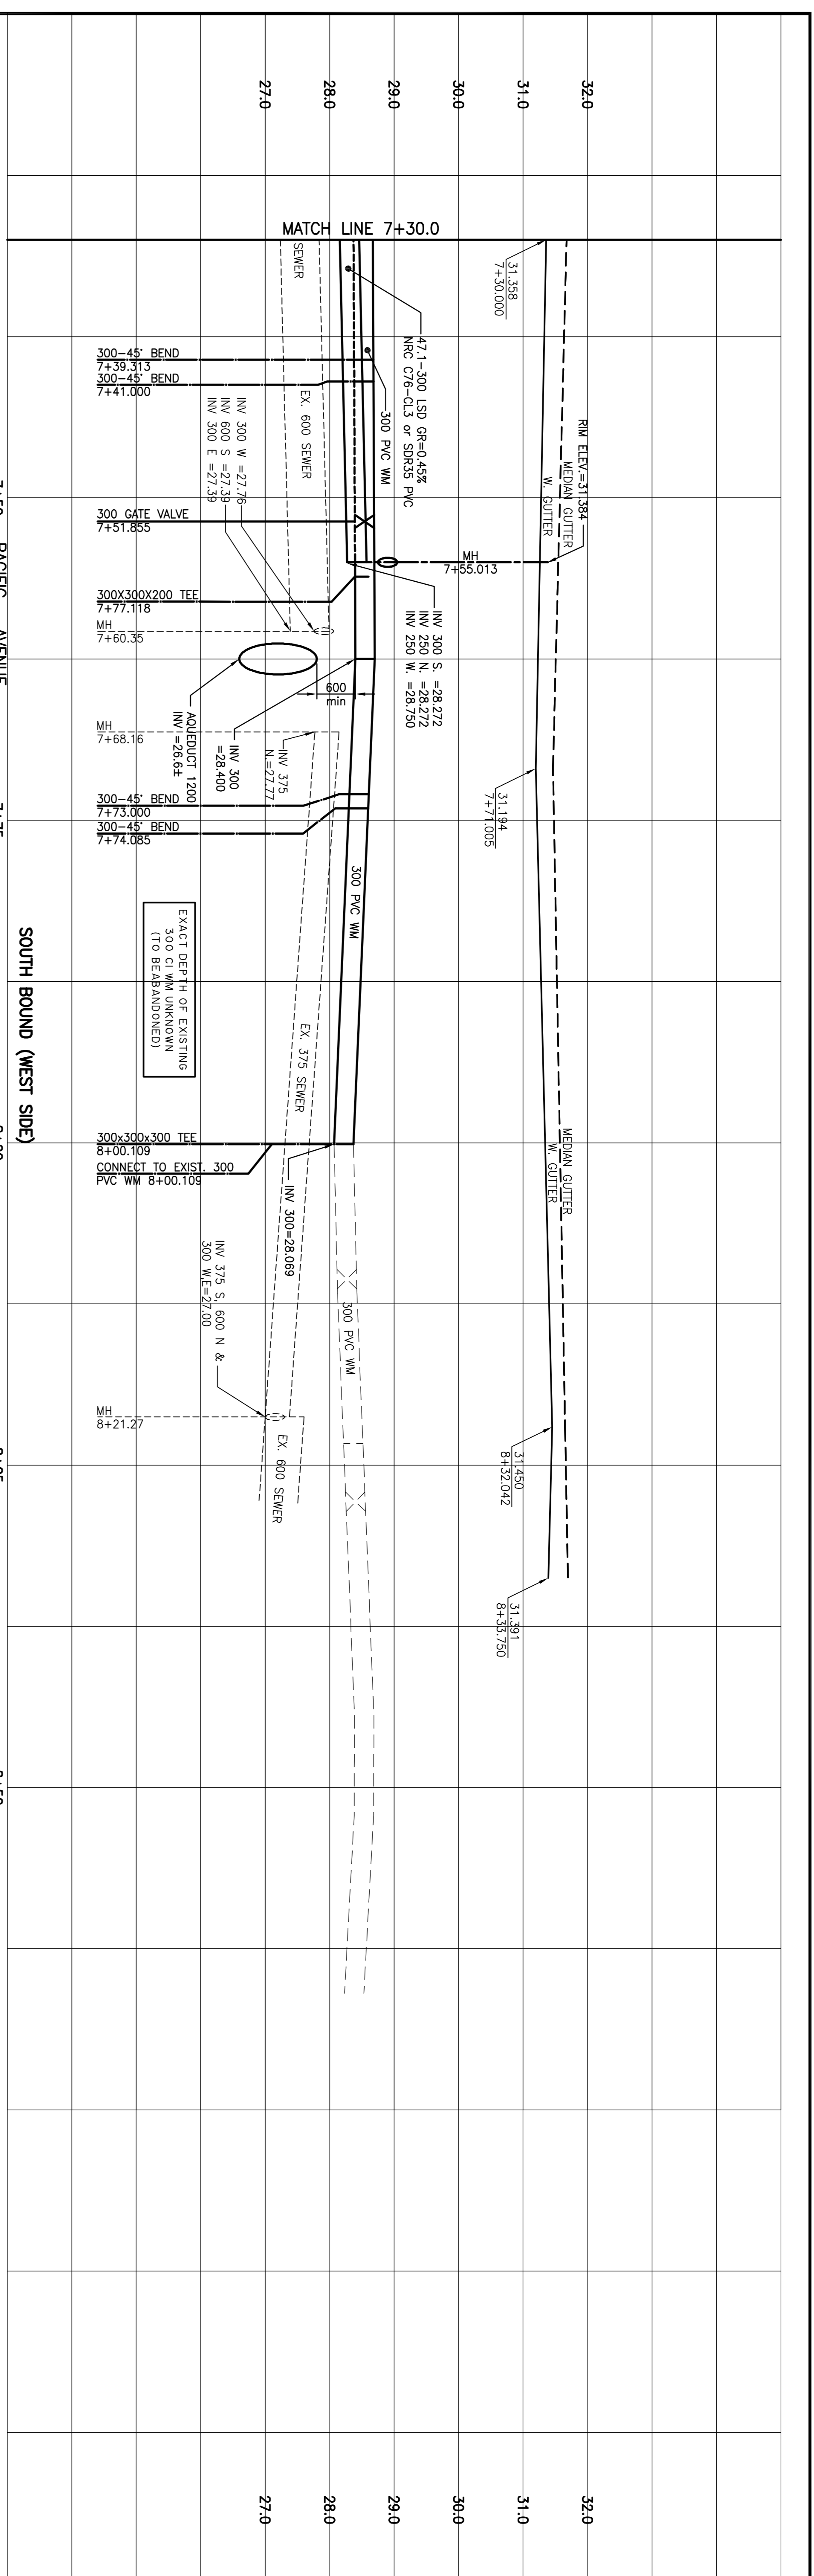 32.0
31.0
30.0
29.0
28.0
27.0
MATCH LINE 7+30.0
31.358
7+30.000
RIM ELEV.=31.384
MEDIAN GUTTER
W. GUTTER
47.1-300 LSD GR=0.45%
NRC C76-CL3 or SDR35 PVC
300 PVC WM
SEWER
EX. 600 SEWER
300-45° BEND
7+39.313
300-45° BEND
7+41.000
INV 300 W =27.76
INV 600 S =27.39
INV 300 E =27.39
300 GATE VALVE
7+51.855
MH
7+55.013
INV 300 S. =28.272
INV 250 N. =28.272
INV 250 W. =28.750
300X300X200 TEE
7+77.118
MH
7+60.35
600
min
AQUEDUCT 1200
INV =26.6±
INV 300
=28.400
INV 375
N.=27.77
MH
7+68.16
31.194
7+71.005
300-45° BEND
7+73.000
300-45° BEND
7+74.085
300 PVC WM
EXACT DEPTH OF EXISTING
300 CI WM UNKNOWN
(TO BEABANDONED)
EX. 375 SEWER
MEDIAN GUTTER
W. GUTTER
300x300x300 TEE
8+00.109
CONNECT TO EXIST. 300
PVC WM 8+00.109
INV 300=28.069
300 PVC WM
INV 375 S, 600 N &
300 W,E=27.00
MH
8+21.27
EX. 600 SEWER
31.450
8+32.042
31.391
8+33.750
32.0
31.0
30.0
29.0
28.0
27.0
SOUTH BOUND (WEST SIDE)
PACIFIC AVENUE